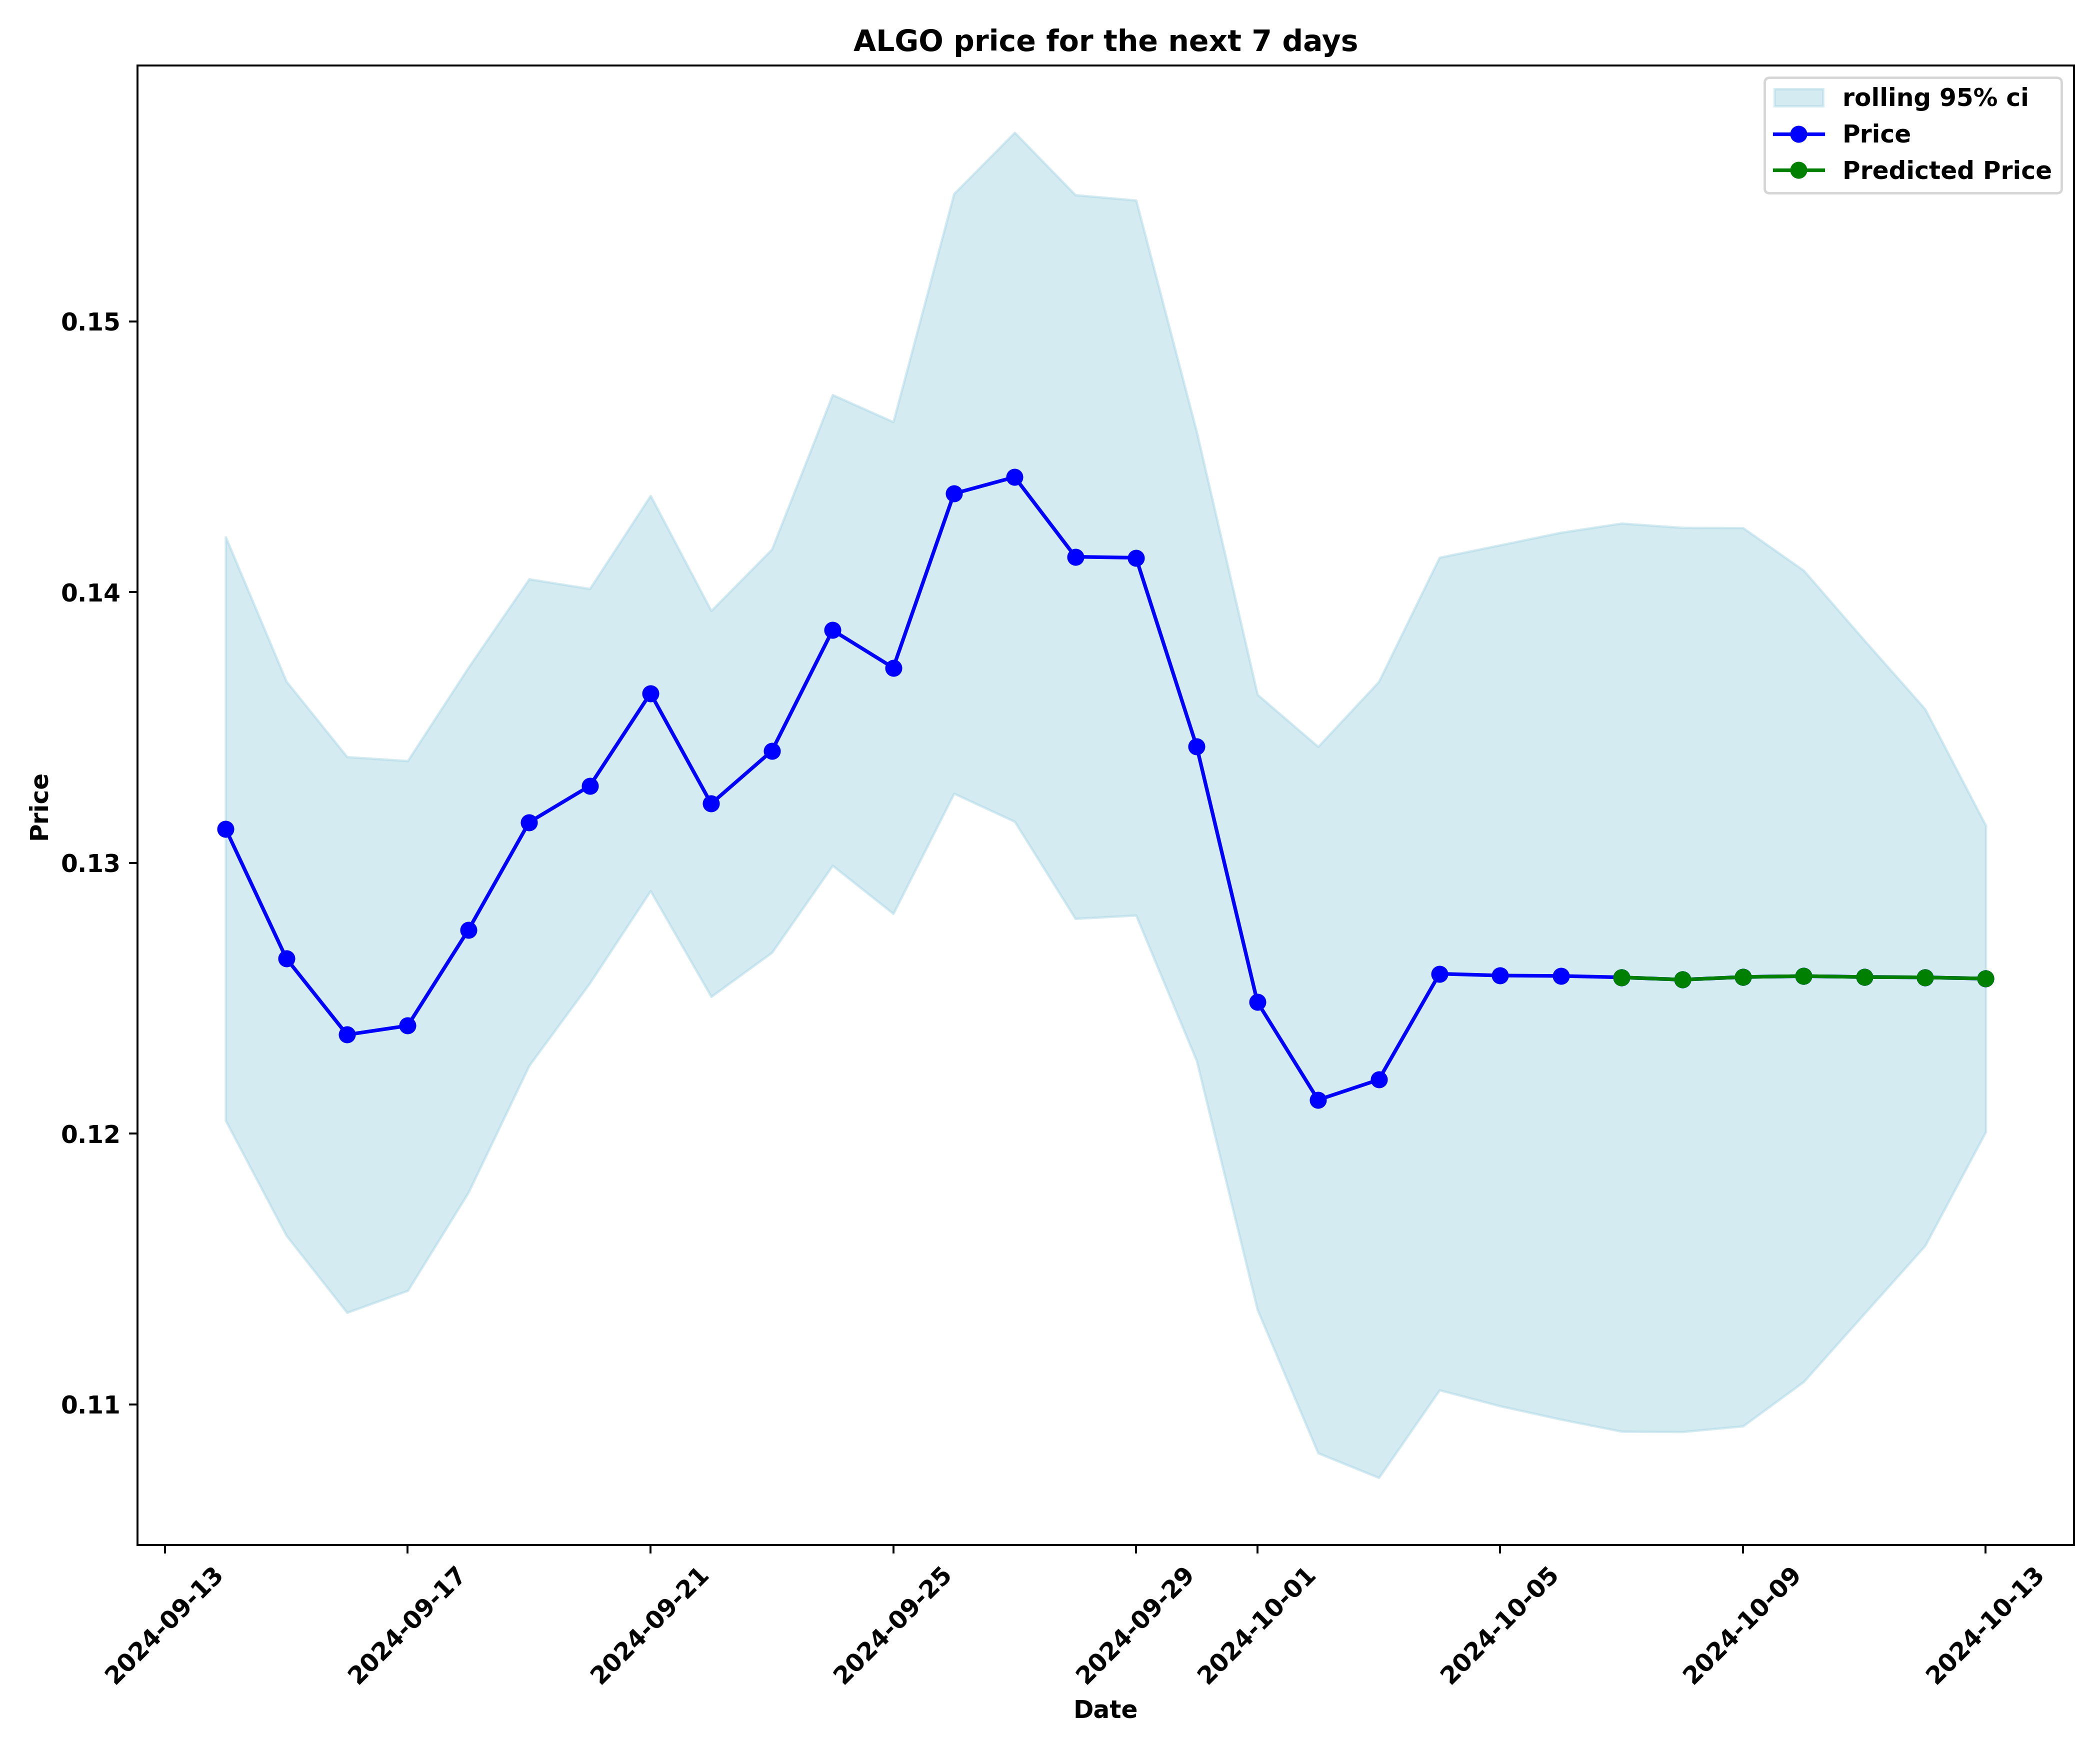 ALGO price for the next 7 days
rolling 95% ci
Price
Predicted Price
0.15
0.14
0.13
0.12
0.11
Price
2024-09-13
2024-09-17
2024-09-21
2024-09-25
2024-09-29
2024-10-01
2024-10-05
2024-10-09
2024-10-13
Date